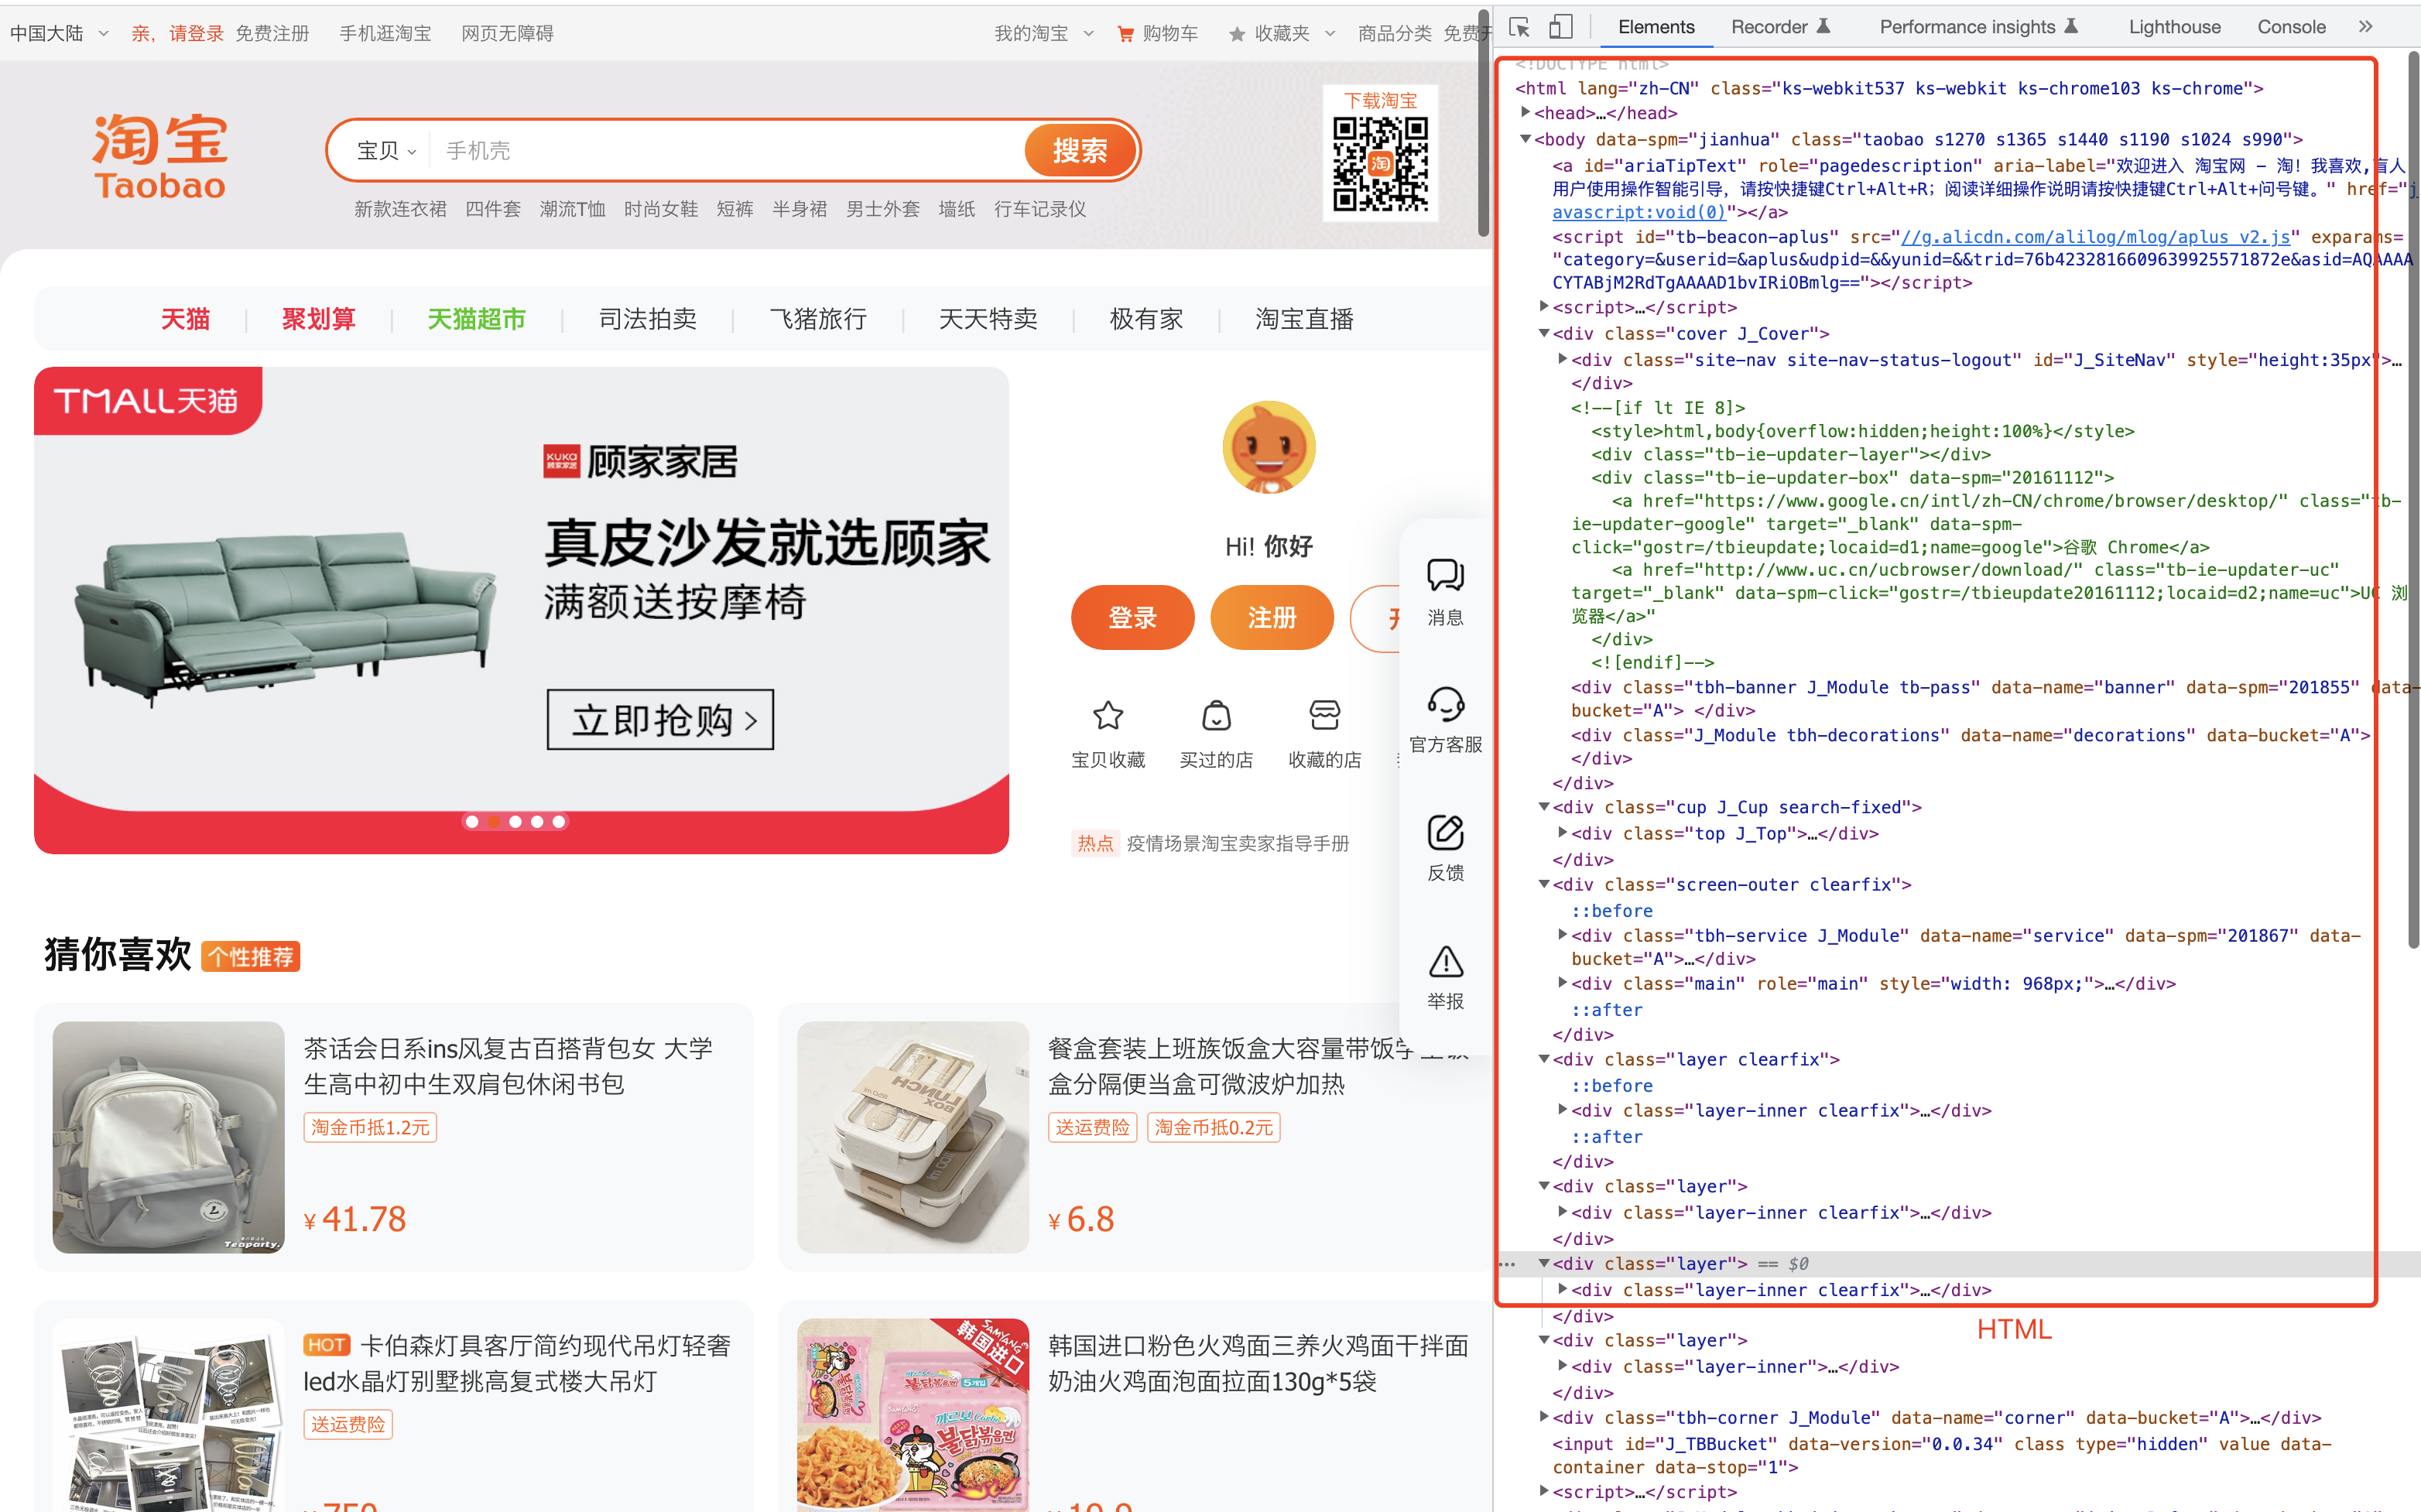 中国大陆 亲，请登录 免费注册 手机逛淘宝 网页无障碍 我的淘宝 购物车 收藏夹 商品分类 免费开
淘宝
Taobao
宝贝 手机壳 搜索
新款连衣裙 四件套 潮流T恤 时尚女鞋 短裤 半身裙 男士外套 墙纸 行车记录仪
下载淘宝
淘
天猫 聚划算 天猫超市 司法拍卖 飞猪旅行 天天特卖 极有家 淘宝直播
TMALL天猫
KUKa
顾家家居
顾家家居
真皮沙发就选顾家
满额送按摩椅
立即抢购 >
Hi! 你好
登录 注册 开
宝贝收藏 买过的店 收藏的店
热点 疫情场景淘宝卖家指导手册
消息
官方客服
反馈
举报
猜你喜欢 个性推荐
茶话会日系ins风复古百搭背包女 大学
生高中初中生双肩包休闲书包
淘金币抵1.2元
¥ 41.78
Teaparty.
餐盒套装上班族饭盒大容量带饭学生饭
盒分隔便当盒可微波炉加热
送运费险 淘金币抵0.2元
¥ 6.8
LUNCH
BOX
HOT 卡伯森灯具客厅简约现代吊灯轻奢
led水晶灯别墅挑高复式楼大吊灯
送运费险
¥ 750
韩国进口粉色火鸡面三养火鸡面干拌面
奶油火鸡面泡面拉面130g*5袋
SAMYANG
韩国进口
까르보
불닭볶음면
Elements Recorder Performance insights Lighthouse Console »
<!DOCTYPE html>
<html lang="zh-CN" class="ks-webkit537 ks-webkit ks-chrome103 ks-chrome">
<head>…</head>
<body data-spm="jianhua" class="taobao s1270 s1365 s1440 s1190 s1024 s990">
<a id="ariaTipText" role="pagedescription" aria-label="欢迎进入 淘宝网 - 淘！我喜欢,盲人
用户使用操作智能引导，请按快捷键Ctrl+Alt+R；阅读详细操作说明请按快捷键Ctrl+Alt+问号键。" href="j
avascript:void(0)"></a>
<script id="tb-beacon-aplus" src="//g.alicdn.com/alilog/mlog/aplus_v2.js" exparams=
"category=&userid=&aplus&udpid=&&yunid=&&trid=76b4232816609639925571872e&asid=AQAAAA
CYTABjM2RdTgAAAAD1bvIRiOBmlg=="></script>
<script>…</script>
<div class="cover J_Cover">
<div class="site-nav site-nav-status-logout" id="J_SiteNav" style="height:35px">…
</div>
<!--[if lt IE 8]>
<style>html,body{overflow:hidden;height:100%}</style>
<div class="tb-ie-updater-layer"></div>
<div class="tb-ie-updater-box" data-spm="20161112">
<a href="https://www.google.cn/intl/zh-CN/chrome/browser/desktop/" class="tb-
ie-updater-google" target="_blank" data-spm-
click="gostr=/tbieupdate;locaid=d1;name=google">谷歌 Chrome</a>
<a href="http://www.uc.cn/ucbrowser/download/" class="tb-ie-updater-uc"
target="_blank" data-spm-click="gostr=/tbieupdate20161112;locaid=d2;name=uc">UC 浏
览器</a>"
</div>
<![endif]-->
<div class="tbh-banner J_Module tb-pass" data-name="banner" data-spm="201855" data-
bucket="A"> </div>
<div class="J_Module tbh-decorations" data-name="decorations" data-bucket="A">
</div>
</div>
<div class="cup J_Cup search-fixed">
<div class="top J_Top">…</div>
</div>
<div class="screen-outer clearfix">
::before
<div class="tbh-service J_Module" data-name="service" data-spm="201867" data-
bucket="A">…</div>
<div class="main" role="main" style="width: 968px;">…</div>
::after
</div>
<div class="layer clearfix">
::before
<div class="layer-inner clearfix">…</div>
::after
</div>
<div class="layer">
<div class="layer-inner clearfix">…</div>
</div>
<div class="layer"> == $0
<div class="layer-inner clearfix">…</div>
</div>
HTML
<div class="layer">
<div class="layer-inner">…</div>
</div>
<div class="tbh-corner J_Module" data-name="corner" data-bucket="A">…</div>
<input id="J_TBBucket" data-version="0.0.34" class type="hidden" value data-
container data-stop="1">
<script>…</script>